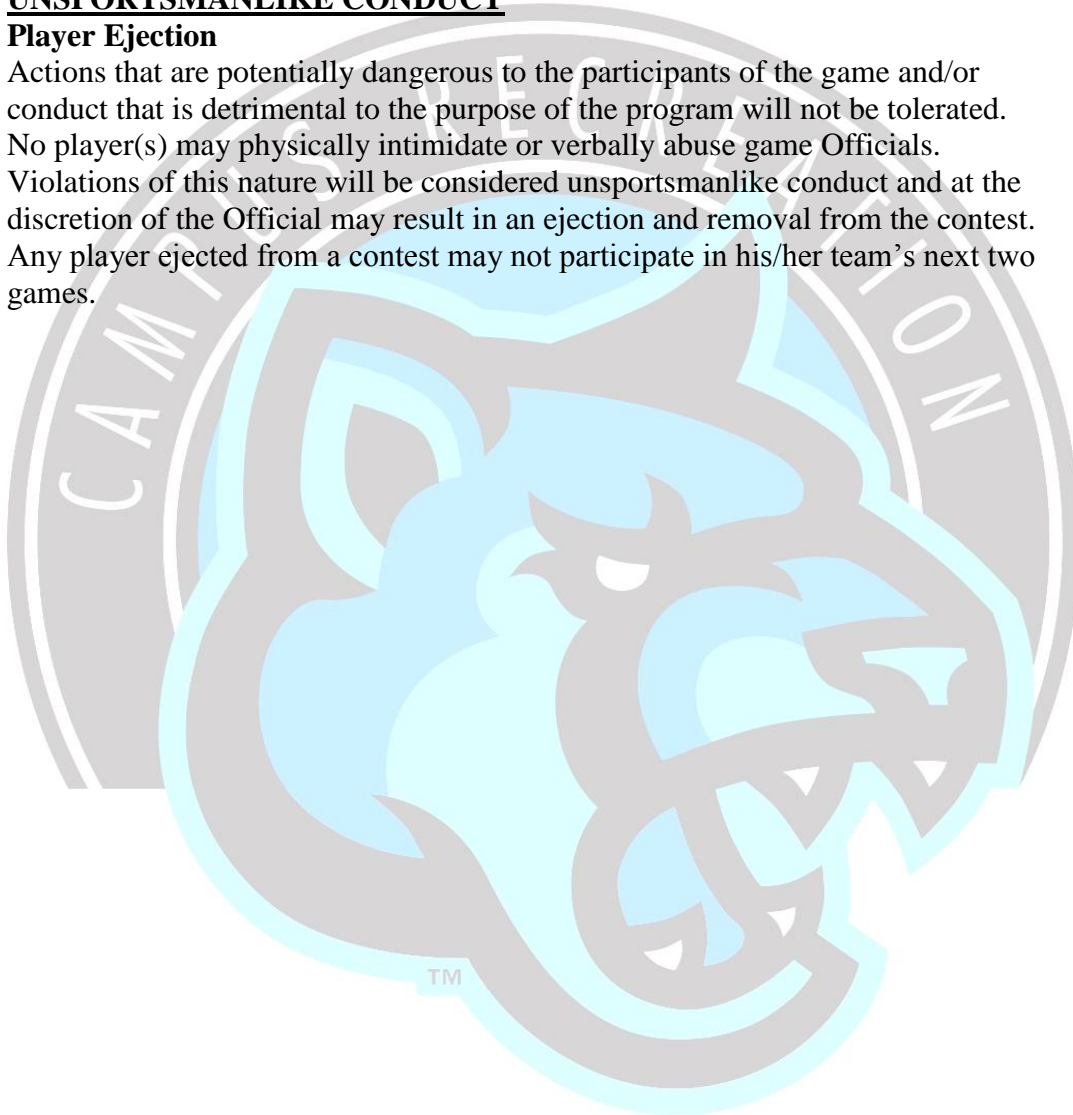 UNSPORTSMANLIKE CONDUCT
Player Ejection
Actions that are potentially dangerous to the participants of the game and/or
conduct that is detrimental to the purpose of the program will not be tolerated.
No player(s) may physically intimidate or verbally abuse game Officials.
Violations of this nature will be considered unsportsmanlike conduct and at the
discretion of the Official may result in an ejection and removal from the contest.
Any player ejected from a contest may not participate in his/her team’s next two
games.
CAMPUS RECREATION
TM